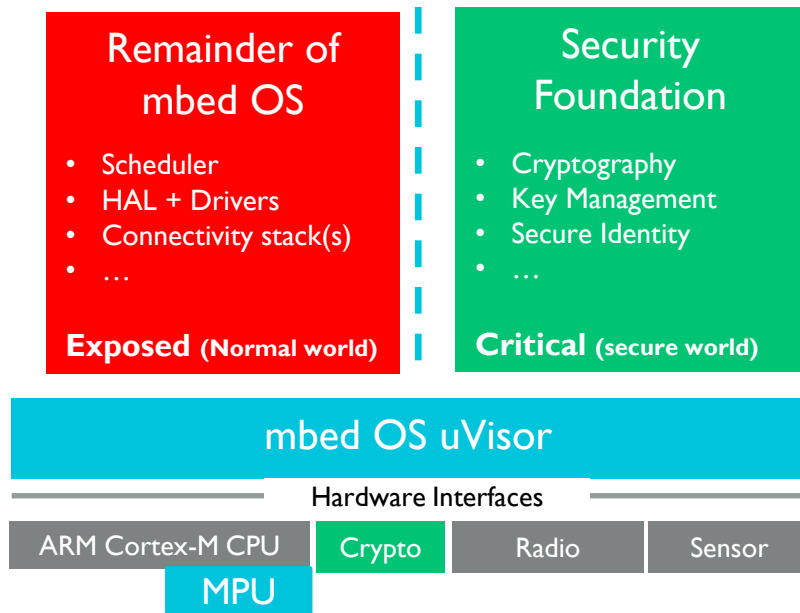 Remainder of
mbed OS
• Scheduler
• HAL + Drivers
• Connectivity stack(s)
• …
Exposed (Normal world)
Security
Foundation
• Cryptography
• Key Management
• Secure Identity
• …
Critical (secure world)
mbed OS uVisor
Hardware Interfaces
ARM Cortex-M CPU
MPU
Crypto
Radio
Sensor